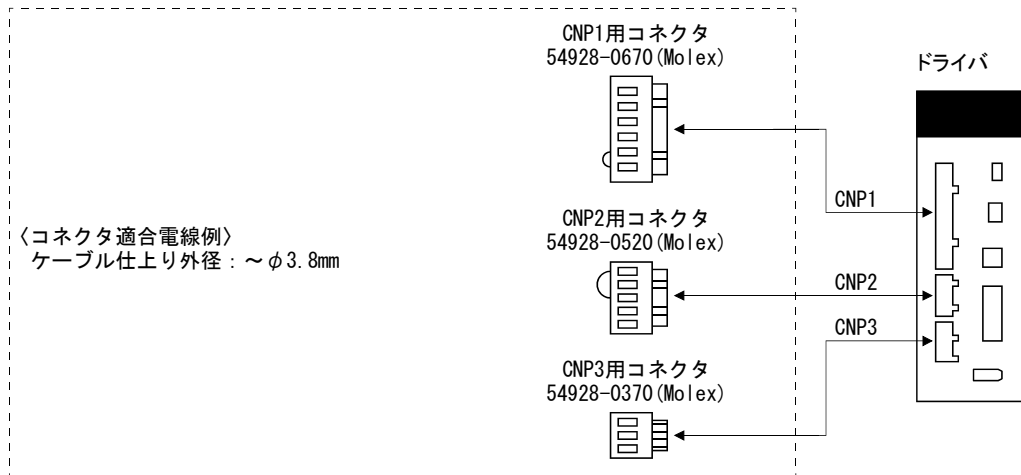 CNP1用コネクタ
54928-0670(Molex)
ドライバ
CNP1
CNP2用コネクタ
54928-0520(Molex)
〈コネクタ適合電線例〉
ケーブル仕上り外径:~φ3.8mm
CNP2
CNP3
CNP3用コネクタ
54928-0370(Molex)